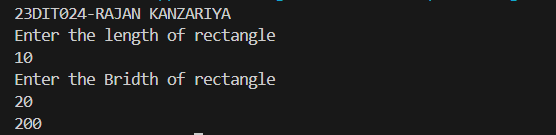 23DIT024-RAJAN KANZARIYA
Enter the length of rectangle
10
Enter the Bridth of rectangle
20
200